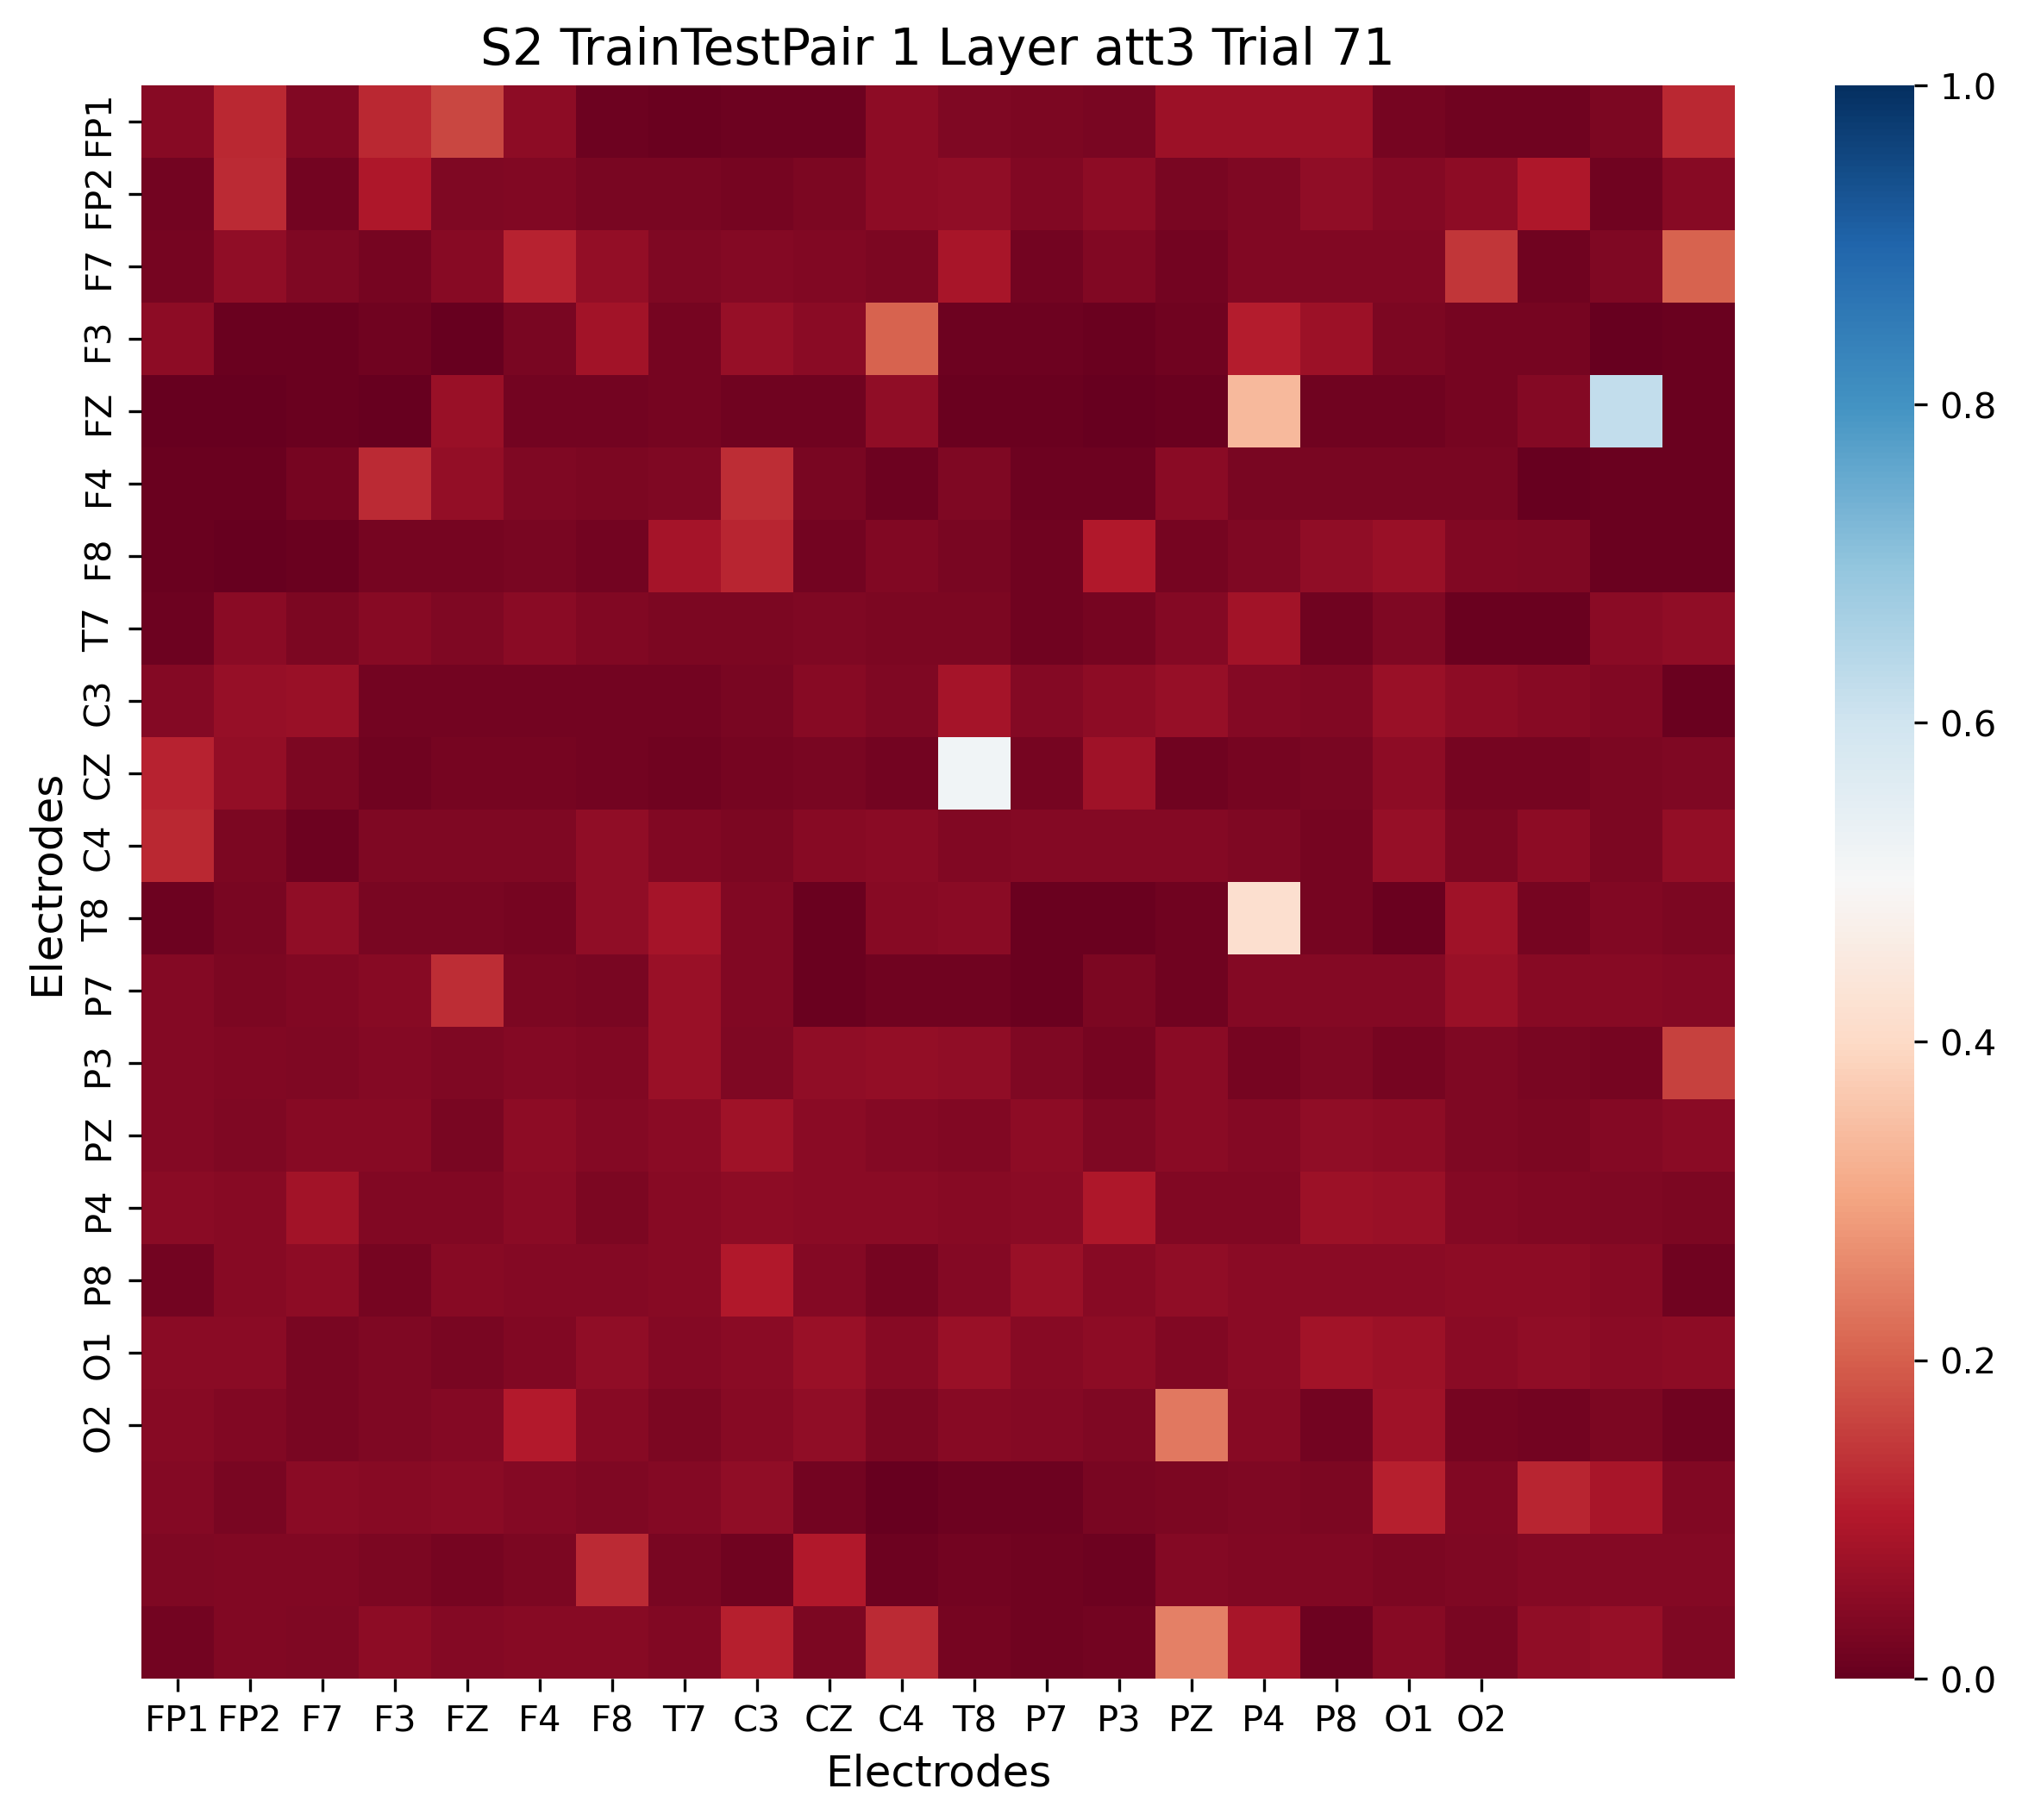 S2 TrainTestPair 1 Layer att3 Trial 71
Electrodes
FP1
FP2
F7
F3
FZ
F4
F8
T7
C3
CZ
C4
T8
P7
P3
PZ
P4
P8
O1
O2
FP1 FP2 F7 F3 FZ F4 F8 T7 C3 CZ C4 T8 P7 P3 PZ P4 P8 O1 O2
Electrodes
1.0
0.8
0.6
0.4
0.2
0.0